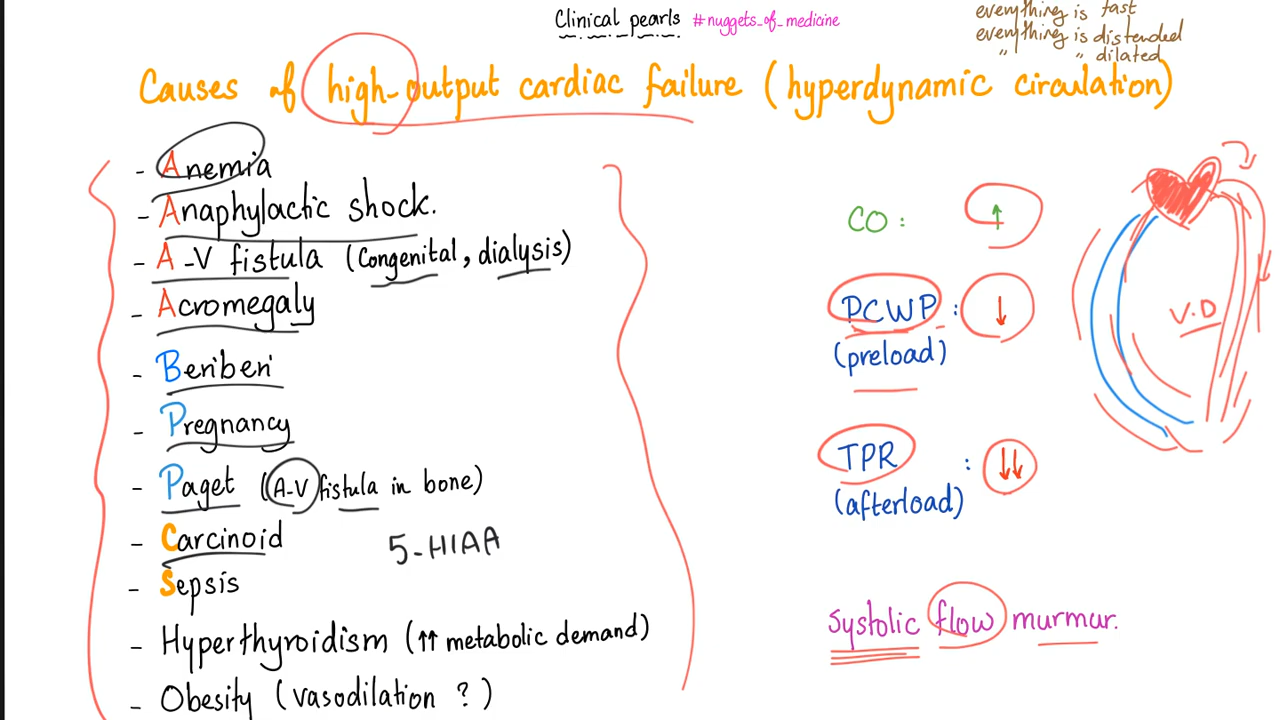 Clinical pearls #nuggets_of_medicine
everything is fast
everything is distended
" " dilated
Causes of high-output cardiac failure (hyperdynamic circulation)
- Anemia
- Anaphylactic shock.
- A-V fistula (Congenital, dialysis)
- Acromegaly
- Beriberi
- Pregnancy
- Paget (A-V fistula in bone)
- Carcinoid 5-HIAA
- Sepsis
- Hyperthyroidism (↑↑ metabolic demand)
- Obesity (vasodilation ?)
CO: ↑
PCWP: ↓
(preload)
TPR : ↓↓
(afterload)
systolic flow murmur.
V.D